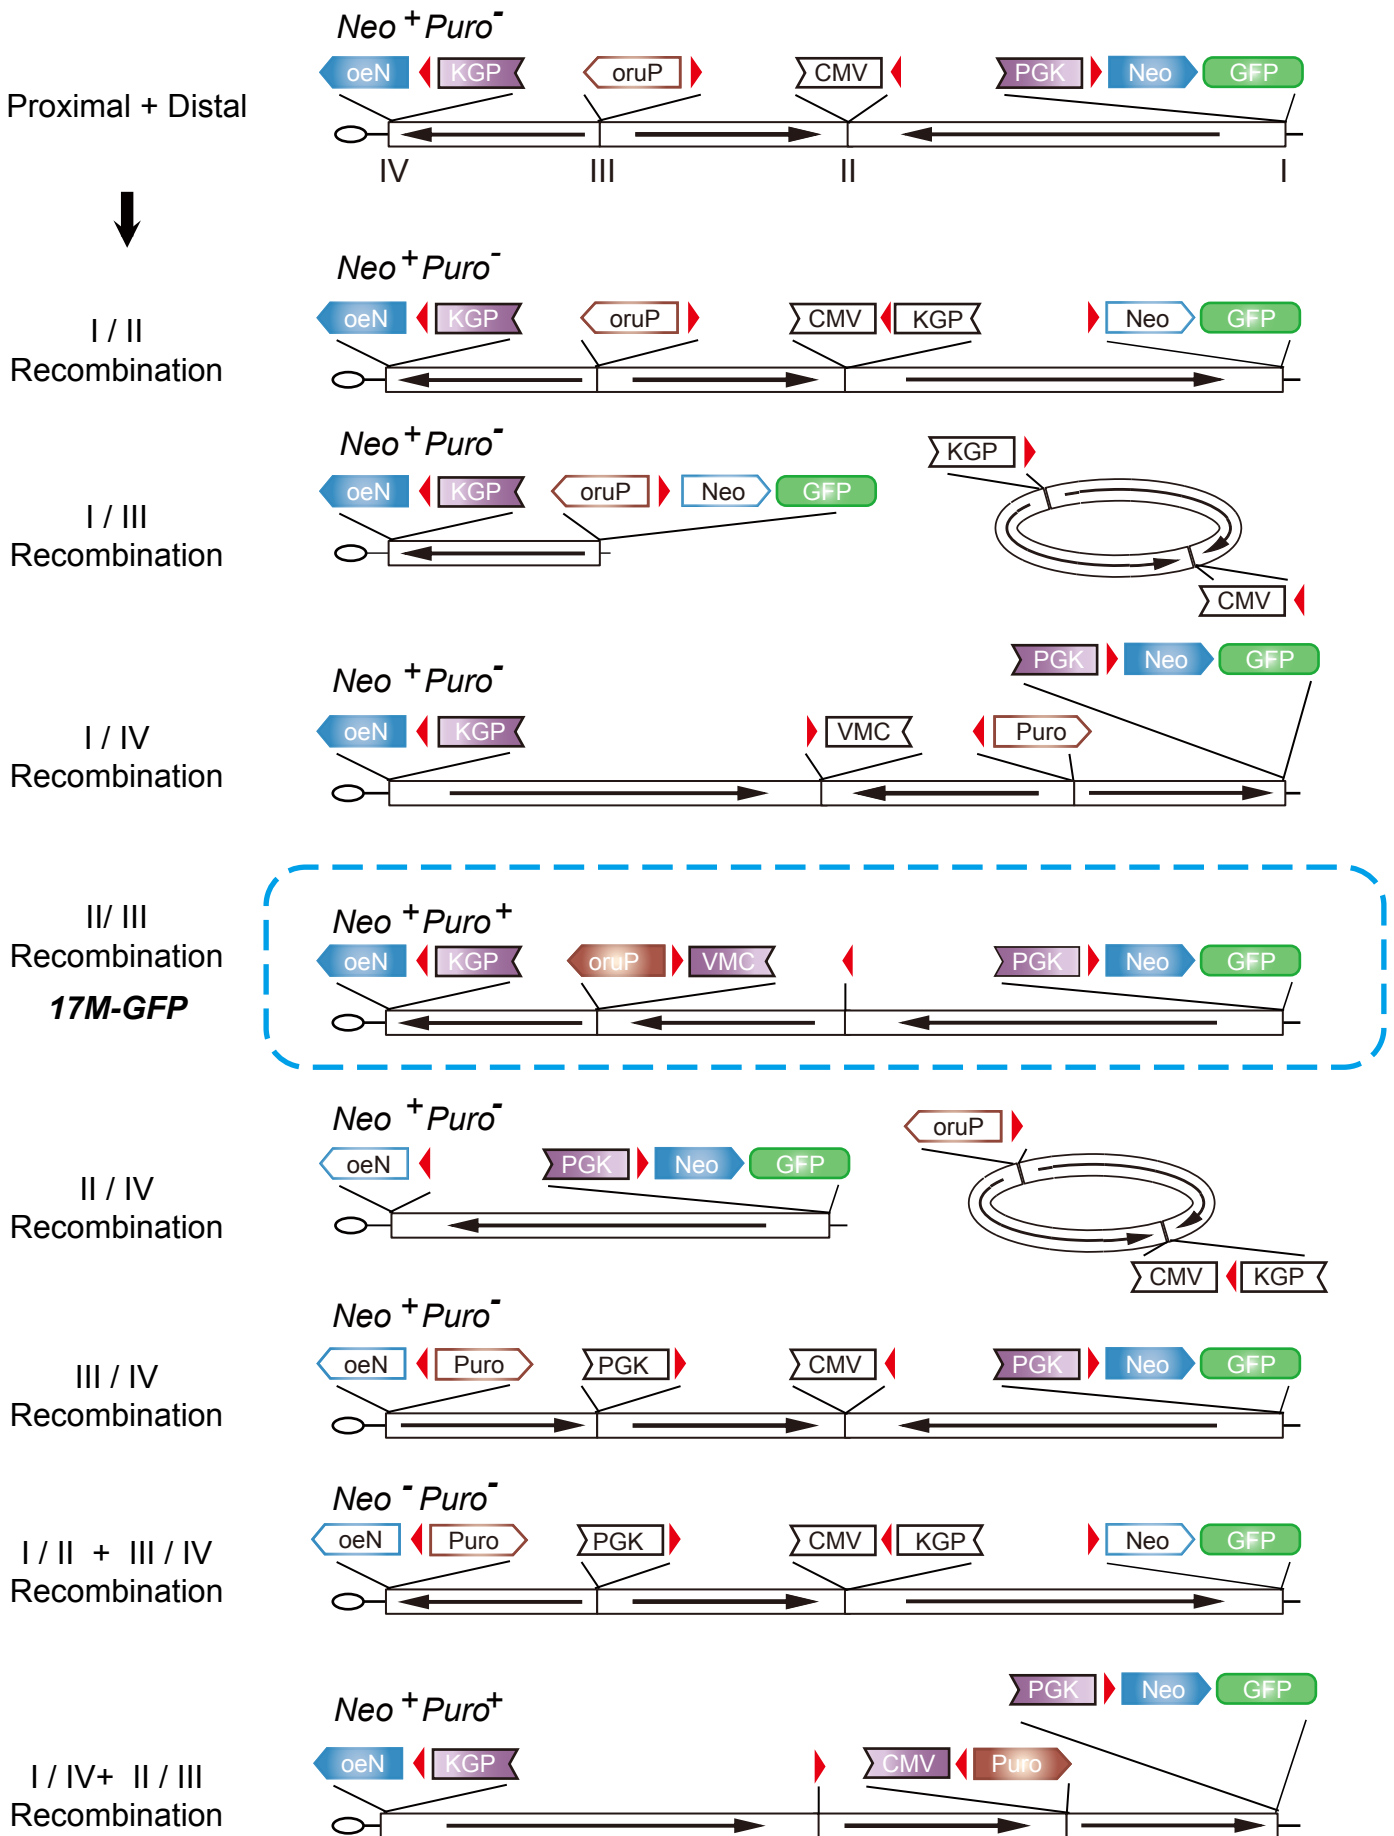 Neo + Puro -
oeN KGP oruP CMV PGK Neo GFP
Proximal + Distal
IV III II I
Neo + Puro -
oeN KGP oruP CMV KGP Neo GFP
I / II
Recombination
Neo + Puro -
KGP
oeN KGP oruP Neo GFP
I / III
Recombination
CMV
PGK Neo GFP
Neo + Puro -
oeN KGP VMC Puro
I / IV
Recombination
Neo + Puro +
II/ III
Recombination
oeN KGP oruP VMC PGK Neo GFP
17M-GFP
Neo + Puro -
oruP
oeN PGK Neo GFP
II / IV
Recombination
CMV KGP
Neo + Puro -
oeN Puro PGK CMV PGK Neo GFP
III / IV
Recombination
Neo - Puro -
oeN Puro PGK CMV KGP Neo GFP
I / II + III / IV
Recombination
PGK Neo GFP
Neo + Puro +
oeN KGP CMV Puro
I / IV+ II / III
Recombination